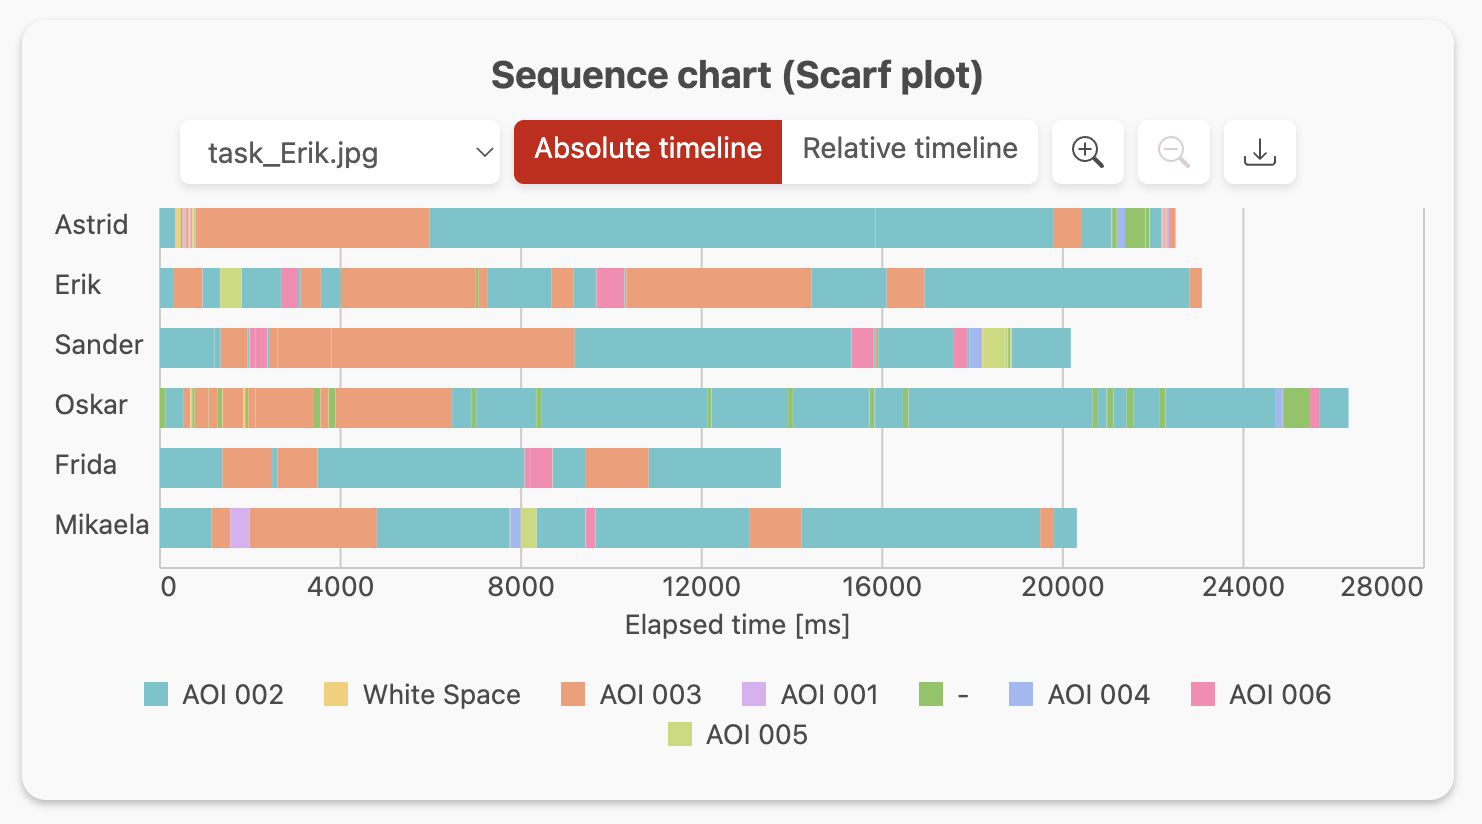 Sequence chart (Scarf plot)
task_Erik.jpg
Absolute timeline
Relative timeline
Astrid
Erik
Sander
Oskar
Frida
Mikaela
0 4000 8000 12000 16000 20000 24000 28000
Elapsed time [ms]
AOI 002 White Space AOI 003 AOI 001 - AOI 004 AOI 006
AOI 005